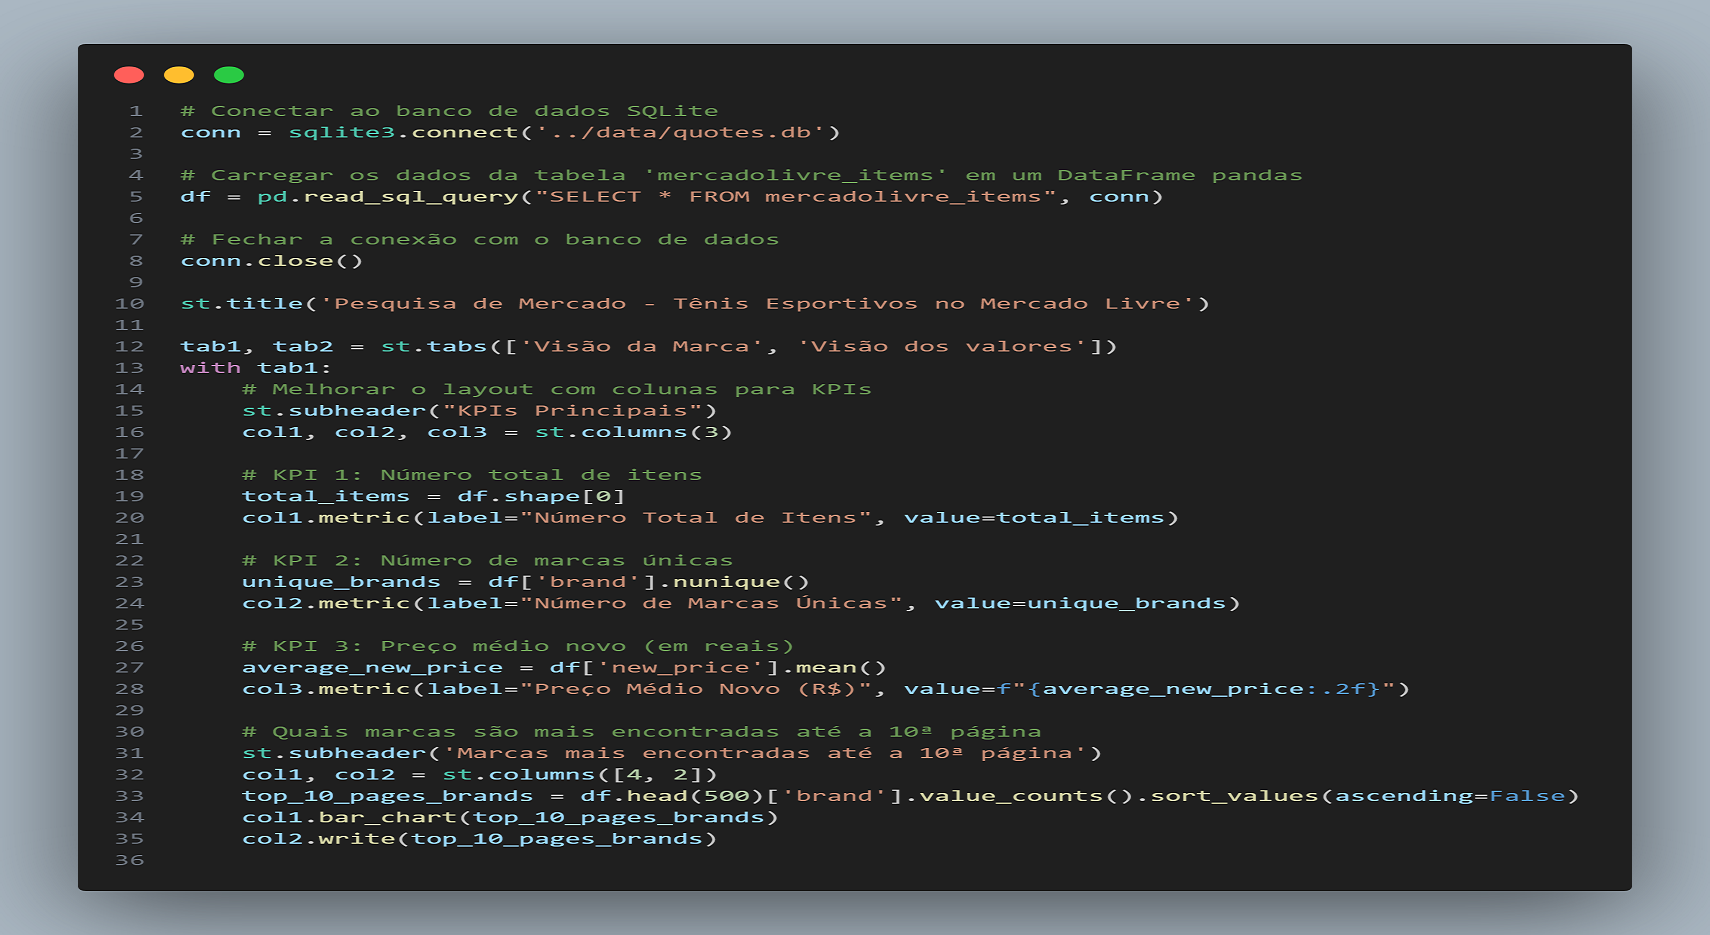 1 # Conectar ao banco de dados SQLite
2 conn = sqlite3.connect('../data/quotes.db')
3
4 # Carregar os dados da tabela 'mercadolivre_items' em um DataFrame pandas
5 df = pd.read_sql_query("SELECT * FROM mercadolivre_items", conn)
6
7 # Fechar a conexão com o banco de dados
8 conn.close()
9
10 st.title('Pesquisa de Mercado - Tênis Esportivos no Mercado Livre')
11
12 tab1, tab2 = st.tabs(['Visão da Marca', 'Visão dos valores'])
13 with tab1:
14     # Melhorar o layout com colunas para KPIs
15     st.subheader("KPIs Principais")
16     col1, col2, col3 = st.columns(3)
17
18     # KPI 1: Número total de itens
19     total_items = df.shape[0]
20     col1.metric(label="Número Total de Itens", value=total_items)
21
22     # KPI 2: Número de marcas únicas
23     unique_brands = df['brand'].nunique()
24     col2.metric(label="Número de Marcas Únicas", value=unique_brands)
25
26     # KPI 3: Preço médio novo (em reais)
27     average_new_price = df['new_price'].mean()
28     col3.metric(label="Preço Médio Novo (R$)", value=f"{average_new_price:.2f}")
29
30     # Quais marcas são mais encontradas até a 10ª página
31     st.subheader('Marcas mais encontradas até a 10ª página')
32     col1, col2 = st.columns([4, 2])
33     top_10_pages_brands = df.head(500)['brand'].value_counts().sort_values(ascending=False)
34     col1.bar_chart(top_10_pages_brands)
35     col2.write(top_10_pages_brands)
36